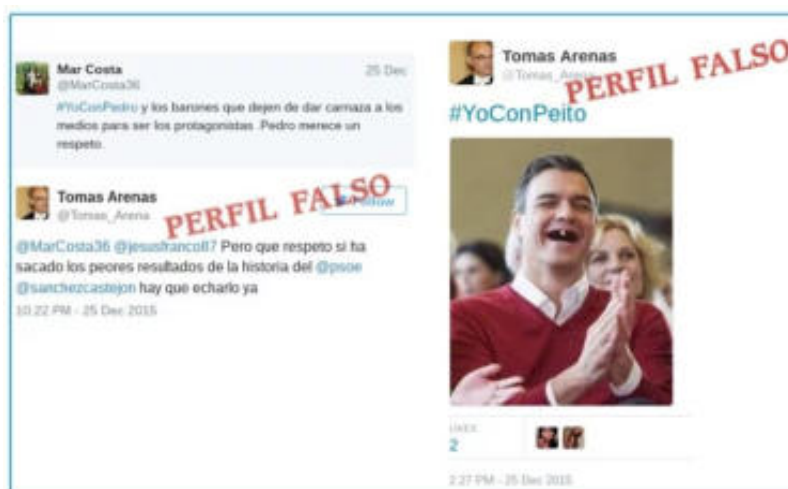 Mar Costa
@MarCosta36
25 Dec
#YoConPedro y los barones que dejen de dar carnaza a los
medios para ser los protagonistas .Pedro merece un
respeto.
Tomas Arenas
@Tomas_Arena
Follow
PERFIL FALSO
@MarCosta36 @jesusfranco87 Pero que respeto si ha
sacado los peores resultados de la historia del @psoe
@sanchezcastejon hay que echarlo ya
10:22 PM - 25 Dec 2015
Tomas Arenas
@Tomas_Arena
PERFIL FALSO
#YoConPeito
LIKES
2
2:27 PM - 25 Dec 2015